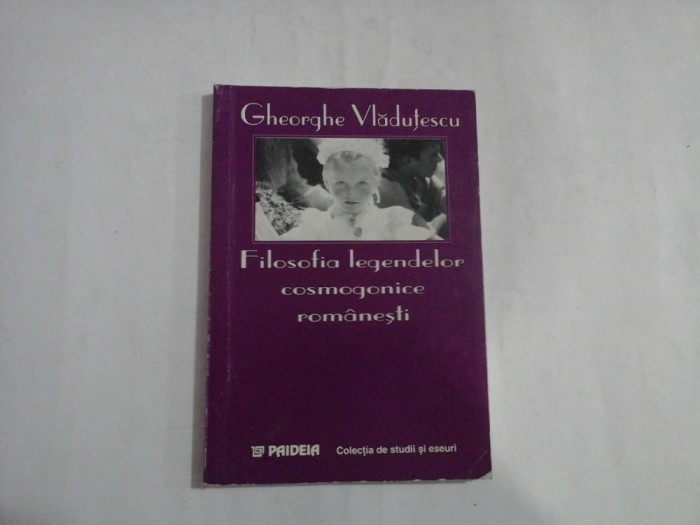 Gheorghe Vlăduțescu
Filosofia legendelor
cosmogonice
românești
PAIDEIA Colecția de studii și eseuri